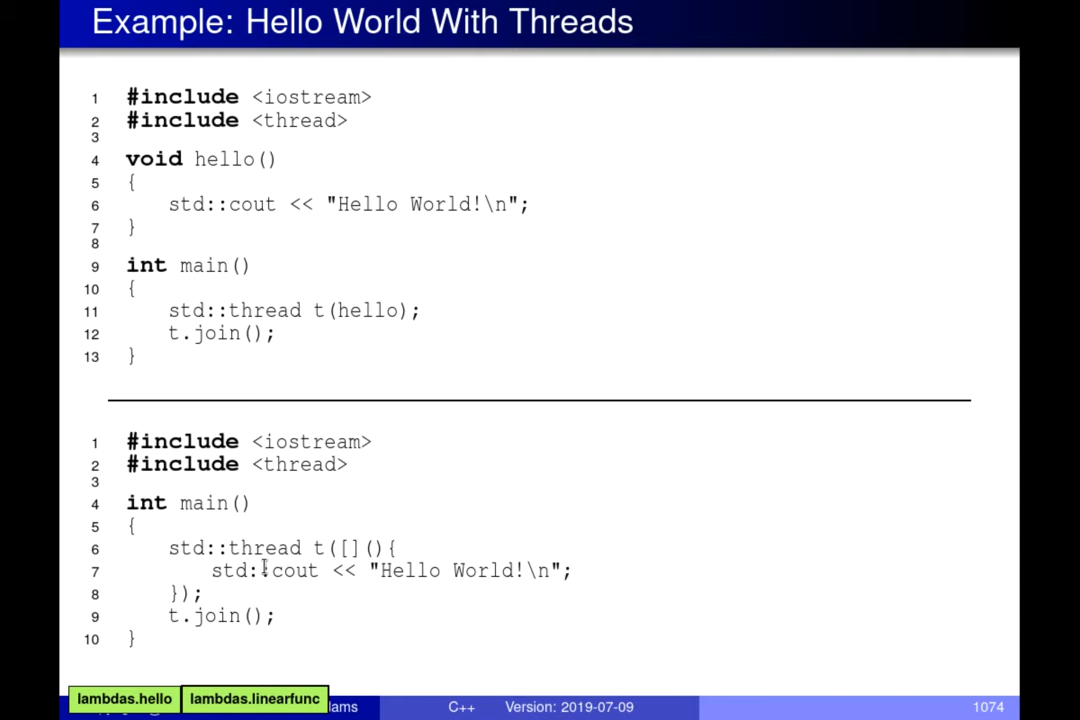 Example: Hello World With Threads
1 #include <iostream>
2 #include <thread>
3
4 void hello()
5 {
6 std::cout << "Hello World!\n";
7 }
8
9 int main()
10 {
11 std::thread t(hello);
12 t.join();
13 }
1 #include <iostream>
2 #include <thread>
3
4 int main()
5 {
6 std::thread t([](){
7 std::cout << "Hello World!\n";
8 });
9 t.join();
10 }
lambdas.hello lambdas.linearfunc lams C++ Version: 2019-07-09 1074